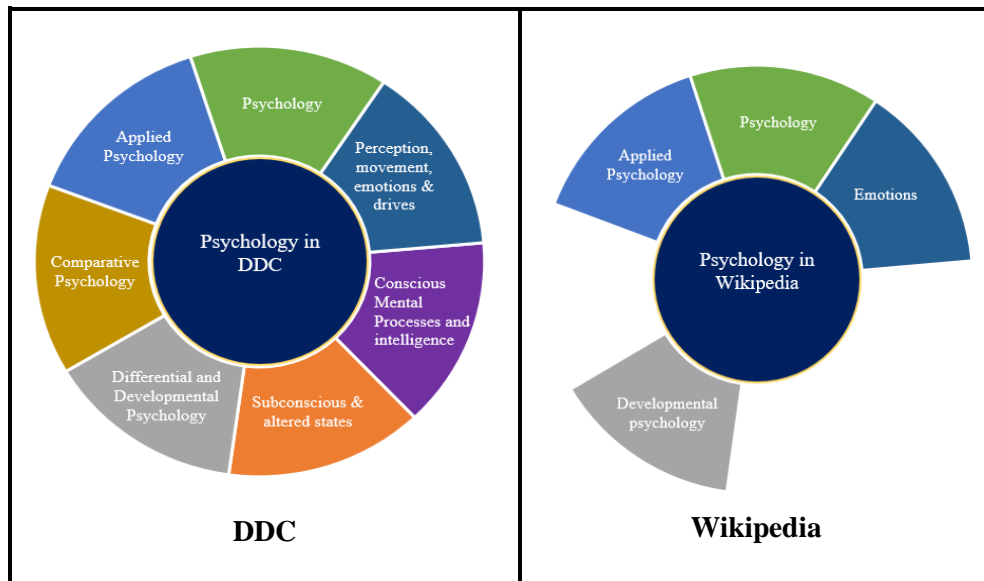 Psychology
Applied
Psychology
Perception,
movement,
emotions &
drives
Psychology in
DDC
Comparative
Psychology
Conscious
Mental
Processes and
intelligence
Differential and
Developmental
Psychology
Subconscious &
altered states
DDC
Psychology
Applied
Psychology
Emotions
Psychology in
Wikipedia
Developmental
psychology
Wikipedia